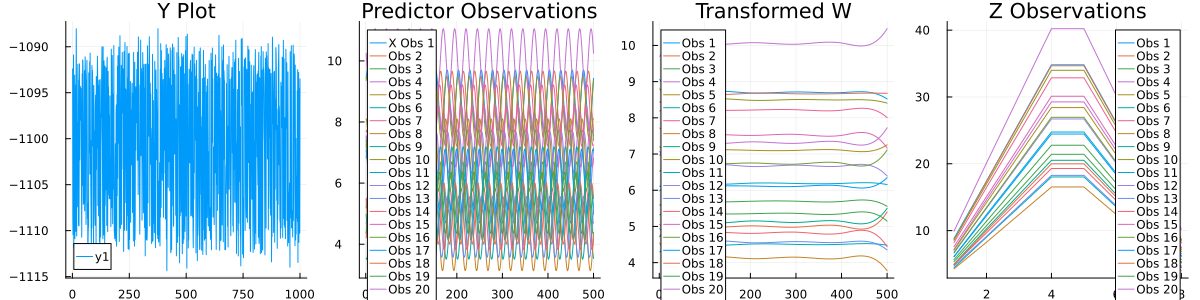 Y Plot
−1090
−1095
−1100
−1105
−1110
−1115
0
250
500
750
1000
y1
Predictor Observations
10
8
6
4
200
300
400
500
X Obs 1
Obs 2
Obs 3
Obs 4
Obs 5
Obs 6
Obs 7
Obs 8
Obs 9
Obs 10
Obs 11
Obs 12
Obs 13
Obs 14
Obs 15
Obs 16
Obs 17
Obs 18
Obs 19
Obs 20
Transformed W
10
9
8
7
6
5
4
200
300
400
500
Obs 1
Obs 2
Obs 3
Obs 4
Obs 5
Obs 6
Obs 7
Obs 8
Obs 9
Obs 10
Obs 11
Obs 12
Obs 13
Obs 14
Obs 15
Obs 16
Obs 17
Obs 18
Obs 19
Obs 20
Z Observations
40
30
20
10
2
4
6
Obs 1
Obs 2
Obs 3
Obs 4
Obs 5
Obs 6
Obs 7
Obs 8
Obs 9
Obs 10
Obs 11
Obs 12
Obs 13
Obs 14
Obs 15
Obs 16
Obs 17
Obs 18
Obs 19
Obs 20